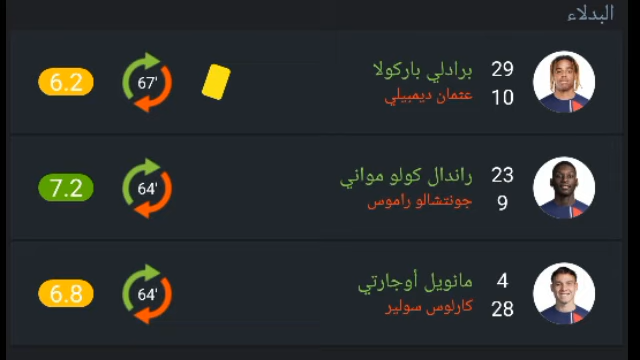 البدلاء
29 برادلي باركولا
10 عثمان ديمبيلي
67'
6.2
23 راندال كولو مواني
9 جونتشالو راموس
64'
7.2
4 مانويل أوجارتي
28 كارلوس سولير
64'
6.8